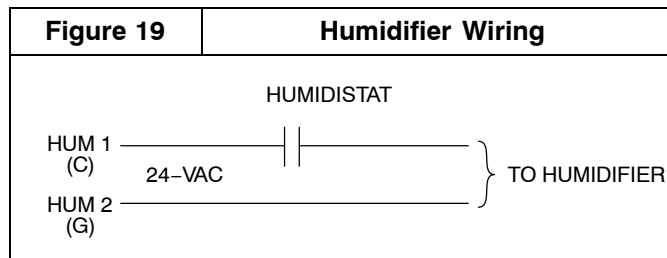 Figure 19
Humidifier Wiring
HUMIDISTAT
HUM 1
(C)
24−VAC
TO HUMIDIFIER
HUM 2
(G)